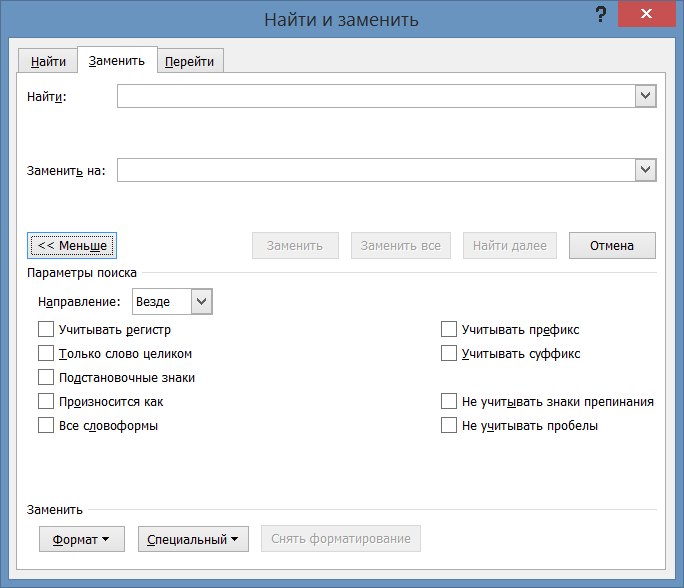 Найти и заменить
?
Найти Заменить Перейти
Найти:
Заменить на:
<< Меньше Заменить Заменить все Найти далее Отмена
Параметры поиска
Направление: Везде
Учитывать регистр Учитывать префикс
Только слово целиком Учитывать суффикс
Подстановочные знаки
Произносится как Не учитывать знаки препинания
Все словоформы Не учитывать пробелы
Заменить
Формат Специальный Снять форматирование